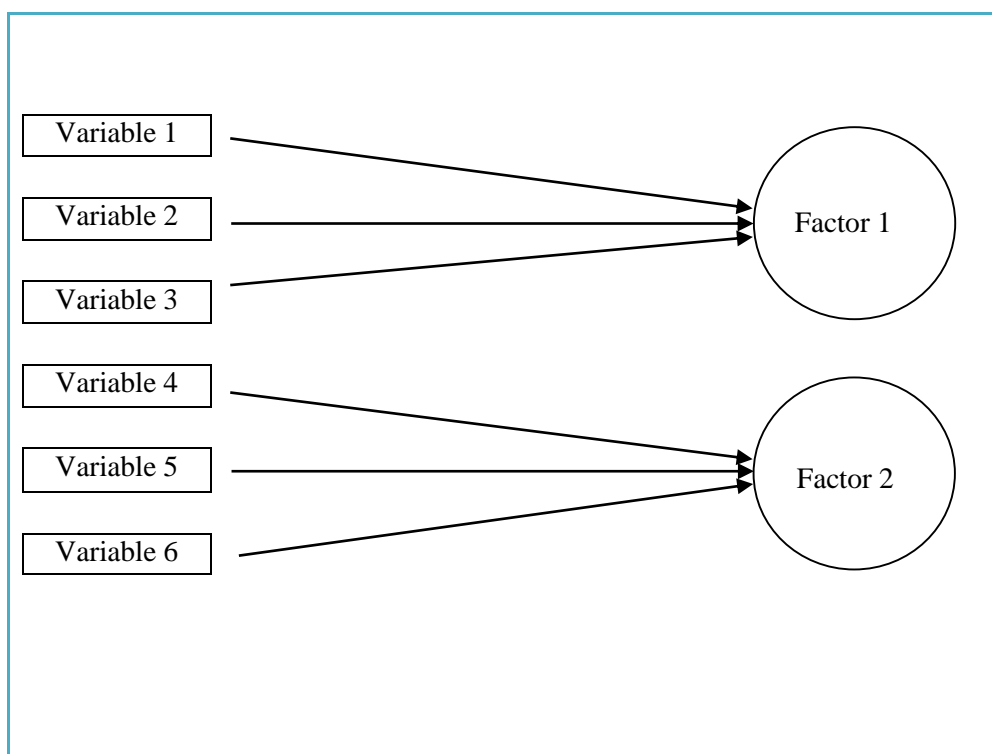 Variable 1
Variable 2
Variable 3
Variable 4
Variable 5
Variable 6
Factor 1
Factor 2